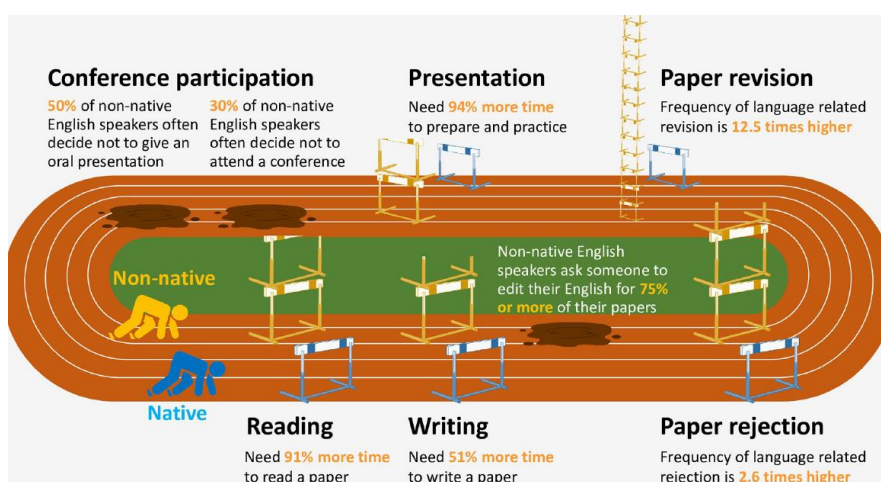 Conference participation
50% of non-native
English speakers often
decide not to give an
oral presentation
30% of non-native
English speakers
often decide not to
attend a conference
Presentation
Need 94% more time
to prepare and practice
Paper revision
Frequency of language related
revision is 12.5 times higher
Non-native English
speakers ask someone to
edit their English for 75%
or more of their papers
Non-native
Native
Reading
Need 91% more time
to read a paper
Writing
Need 51% more time
to write a paper
Paper rejection
Frequency of language related
rejection is 2.6 times higher